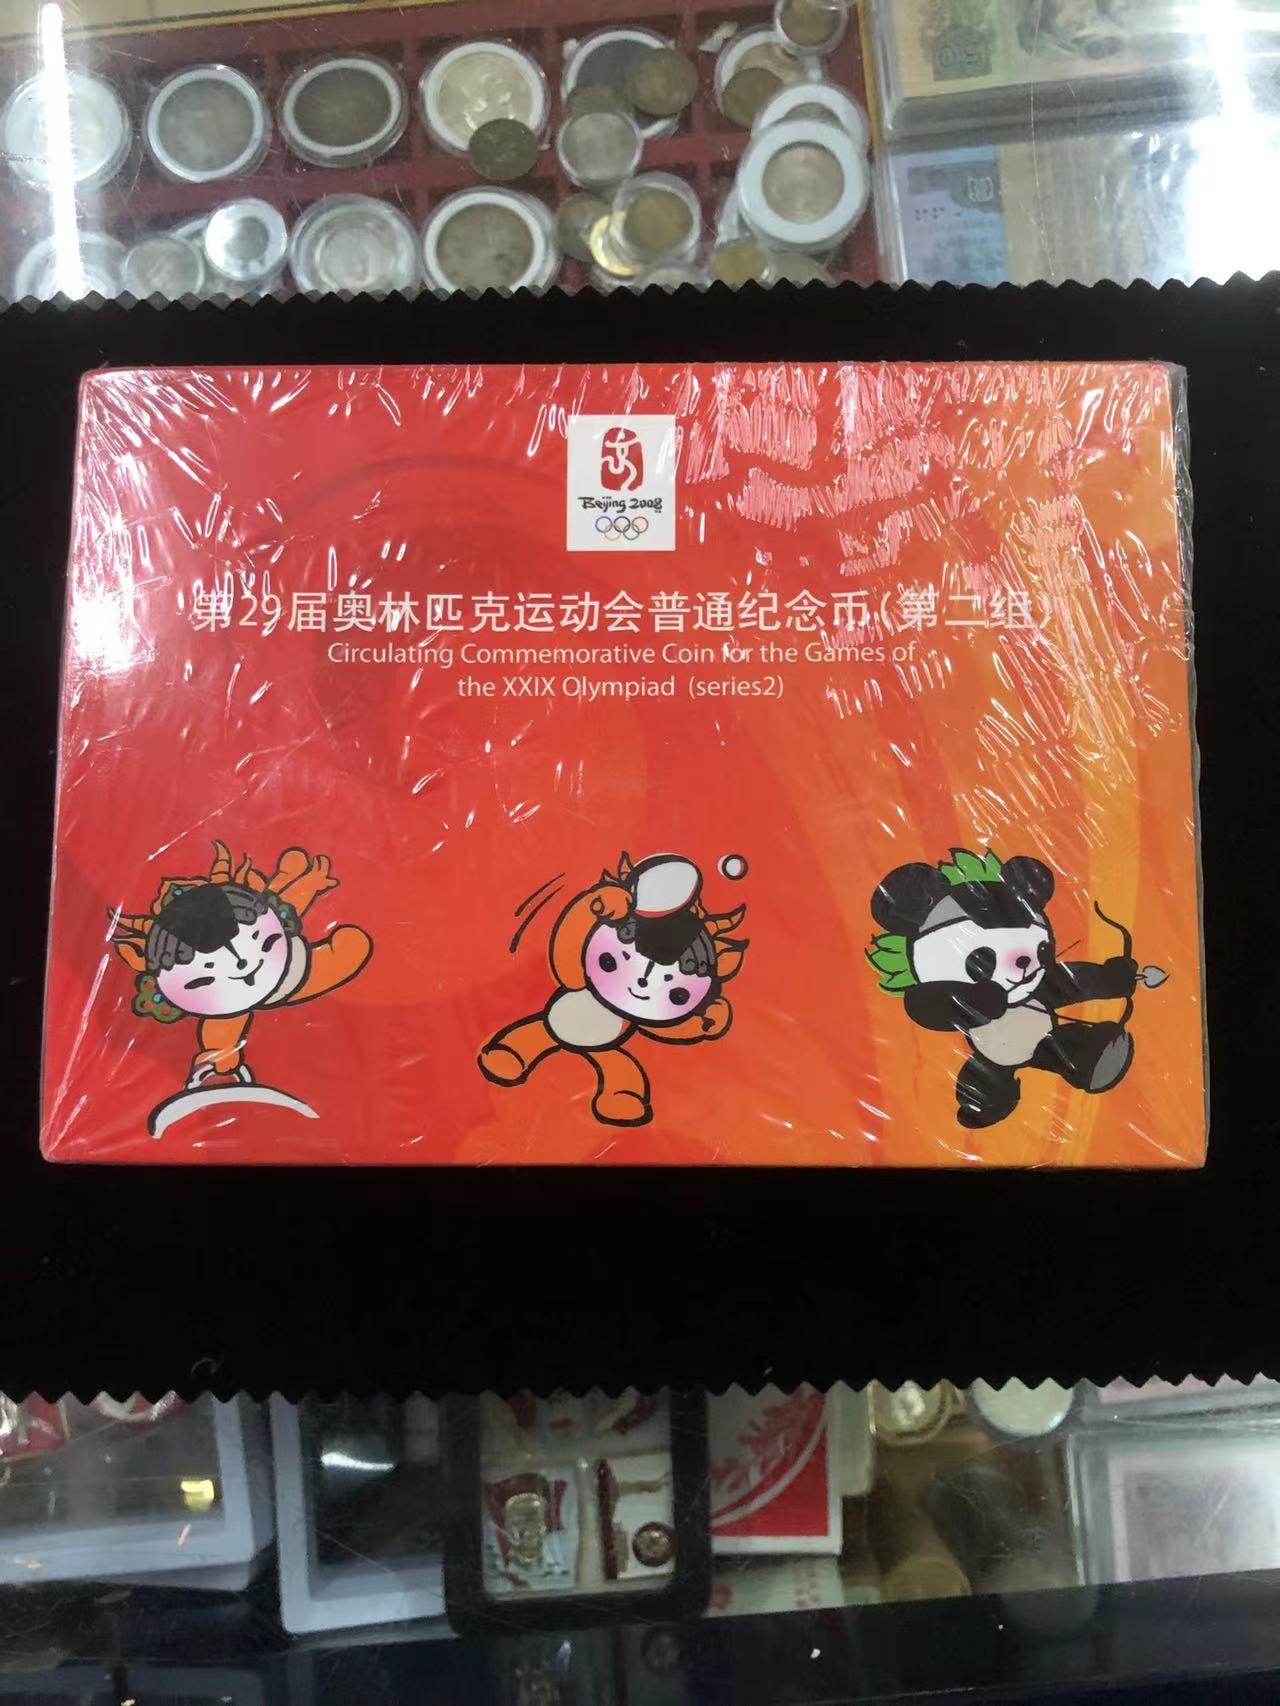 Beijing 2008
第29届奥林匹克运动会普通纪念币(第二组)
Circulating Commemorative Coin for the Games of
the XXIX Olympiad (series2)